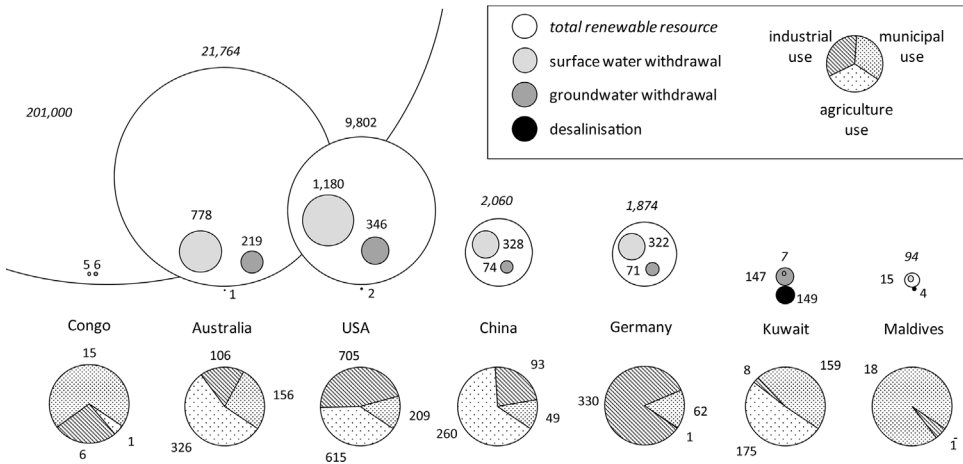 21,764
201,000
9,802
1,180
778
219
346
5 6
1
2
2,060
328
74
1,874
322
71
7
147
149
94
15
4
total renewable resource
surface water withdrawal
groundwater withdrawal
desalinisation
industrial
use
municipal
use
agriculture
use
Congo
Australia
USA
China
Germany
Kuwait
Maldives
15
6
1
106
156
326
705
209
615
93
49
260
330
62
1
8
159
175
18
1